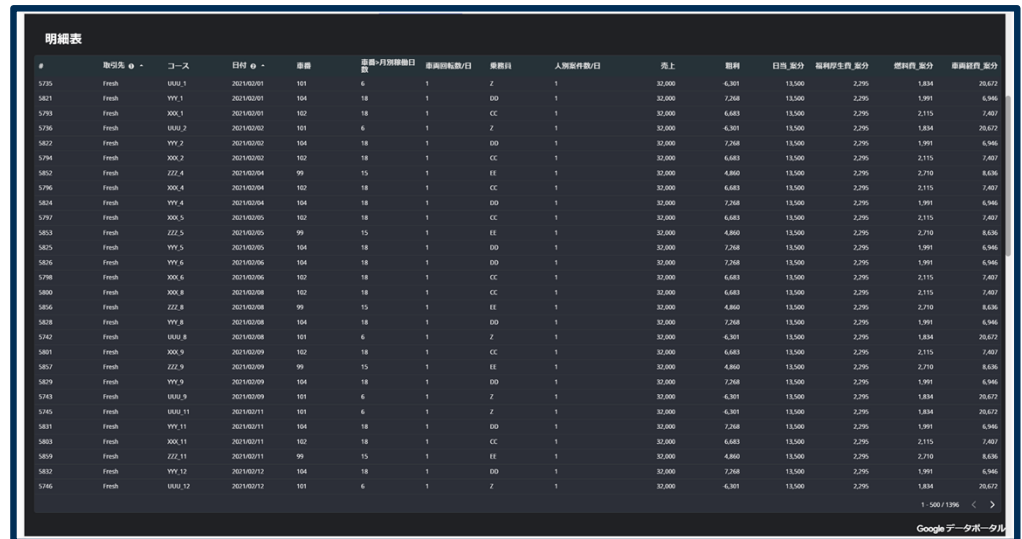 明細表
# 取引先 コース 日付 車番 車番>月別稼働日数 車両回転数/日 乗務員 人別案件数/日 売上 粗利 日当_案分 福利厚生費_案分 燃料費_案分 車両経費_案分
5735 Fresh UUU_1 2021/02/01 101 6 1 Z 1 32,000 -6,301 13,500 2,295 1,834 20,672
5821 Fresh YYY_1 2021/02/01 104 18 1 DD 1 32,000 7,268 13,500 2,295 1,991 6,946
5793 Fresh XXX_1 2021/02/01 102 18 1 CC 1 32,000 6,683 13,500 2,295 2,115 7,407
5736 Fresh UUU_2 2021/02/02 101 6 1 Z 1 32,000 -6,301 13,500 2,295 1,834 20,672
5822 Fresh YYY_2 2021/02/02 104 18 1 DD 1 32,000 7,268 13,500 2,295 1,991 6,946
5794 Fresh XXX_2 2021/02/02 102 18 1 CC 1 32,000 6,683 13,500 2,295 2,115 7,407
5852 Fresh ZZZ_4 2021/02/04 99 15 1 EE 1 32,000 4,860 13,500 2,295 2,710 8,636
5796 Fresh XXX_4 2021/02/04 102 18 1 CC 1 32,000 6,683 13,500 2,295 2,115 7,407
5824 Fresh YYY_4 2021/02/04 104 18 1 DD 1 32,000 7,268 13,500 2,295 1,991 6,946
5797 Fresh XXX_5 2021/02/05 102 18 1 CC 1 32,000 6,683 13,500 2,295 2,115 7,407
5853 Fresh ZZZ_5 2021/02/05 99 15 1 EE 1 32,000 4,860 13,500 2,295 2,710 8,636
5825 Fresh YYY_5 2021/02/05 104 18 1 DD 1 32,000 7,268 13,500 2,295 1,991 6,946
5826 Fresh YYY_6 2021/02/06 104 18 1 DD 1 32,000 7,268 13,500 2,295 1,991 6,946
5798 Fresh XXX_6 2021/02/06 102 18 1 CC 1 32,000 6,683 13,500 2,295 2,115 7,407
5800 Fresh XXX_8 2021/02/08 102 18 1 CC 1 32,000 6,683 13,500 2,295 2,115 7,407
5856 Fresh ZZZ_8 2021/02/08 99 15 1 EE 1 32,000 4,860 13,500 2,295 2,710 8,636
5828 Fresh YYY_8 2021/02/08 104 18 1 DD 1 32,000 7,268 13,500 2,295 1,991 6,946
5742 Fresh UUU_8 2021/02/08 101 6 1 Z 1 32,000 -6,301 13,500 2,295 1,834 20,672
5801 Fresh XXX_9 2021/02/09 102 18 1 CC 1 32,000 6,683 13,500 2,295 2,115 7,407
5857 Fresh ZZZ_9 2021/02/09 99 15 1 EE 1 32,000 4,860 13,500 2,295 2,710 8,636
5829 Fresh YYY_9 2021/02/09 104 18 1 DD 1 32,000 7,268 13,500 2,295 1,991 6,946
5743 Fresh UUU_9 2021/02/09 101 6 1 Z 1 32,000 -6,301 13,500 2,295 1,834 20,672
5745 Fresh UUU_11 2021/02/11 101 6 1 Z 1 32,000 -6,301 13,500 2,295 1,834 20,672
5831 Fresh YYY_11 2021/02/11 104 18 1 DD 1 32,000 7,268 13,500 2,295 1,991 6,946
5803 Fresh XXX_11 2021/02/11 102 18 1 CC 1 32,000 6,683 13,500 2,295 2,115 7,407
5859 Fresh ZZZ_11 2021/02/11 99 15 1 EE 1 32,000 4,860 13,500 2,295 2,710 8,636
5832 Fresh YYY_12 2021/02/12 104 18 1 DD 1 32,000 7,268 13,500 2,295 1,991 6,946
5746 Fresh UUU_12 2021/02/12 101 6 1 Z 1 32,000 -6,301 13,500 2,295 1,834 20,672
1 - 500 / 1396 < >
Google データポータル